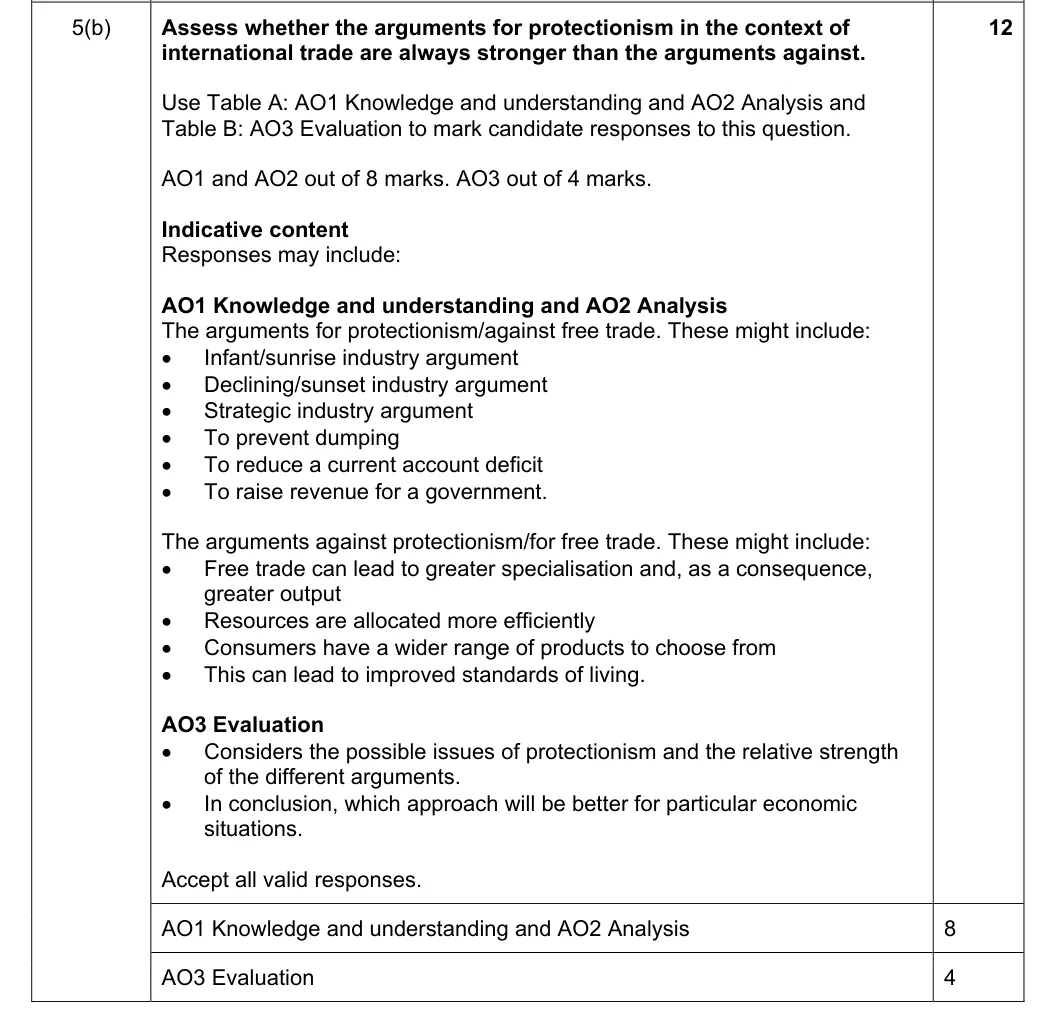 5(b)
Assess whether the arguments for protectionism in the context of
international trade are always stronger than the arguments against.
12
Use Table A: AO1 Knowledge and understanding and AO2 Analysis and
Table B: AO3 Evaluation to mark candidate responses to this question.
AO1 and AO2 out of 8 marks. AO3 out of 4 marks.
Indicative content
Responses may include:
AO1 Knowledge and understanding and AO2 Analysis
The arguments for protectionism/against free trade. These might include:
• Infant/sunrise industry argument
• Declining/sunset industry argument
• Strategic industry argument
• To prevent dumping
• To reduce a current account deficit
• To raise revenue for a government.
The arguments against protectionism/for free trade. These might include:
• Free trade can lead to greater specialisation and, as a consequence,
greater output
• Resources are allocated more efficiently
• Consumers have a wider range of products to choose from
• This can lead to improved standards of living.
AO3 Evaluation
• Considers the possible issues of protectionism and the relative strength
of the different arguments.
• In conclusion, which approach will be better for particular economic
situations.
Accept all valid responses.
AO1 Knowledge and understanding and AO2 Analysis
8
AO3 Evaluation
4